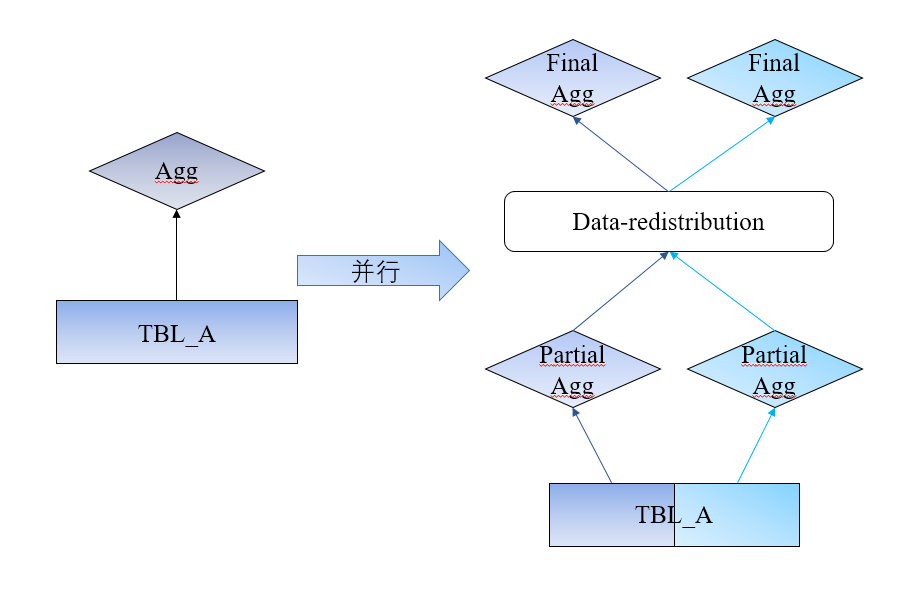 Agg
TBL_A
并行
Final
Agg
Final
Agg
Data-redistribution
Partial
Agg
Partial
Agg
TBL_A